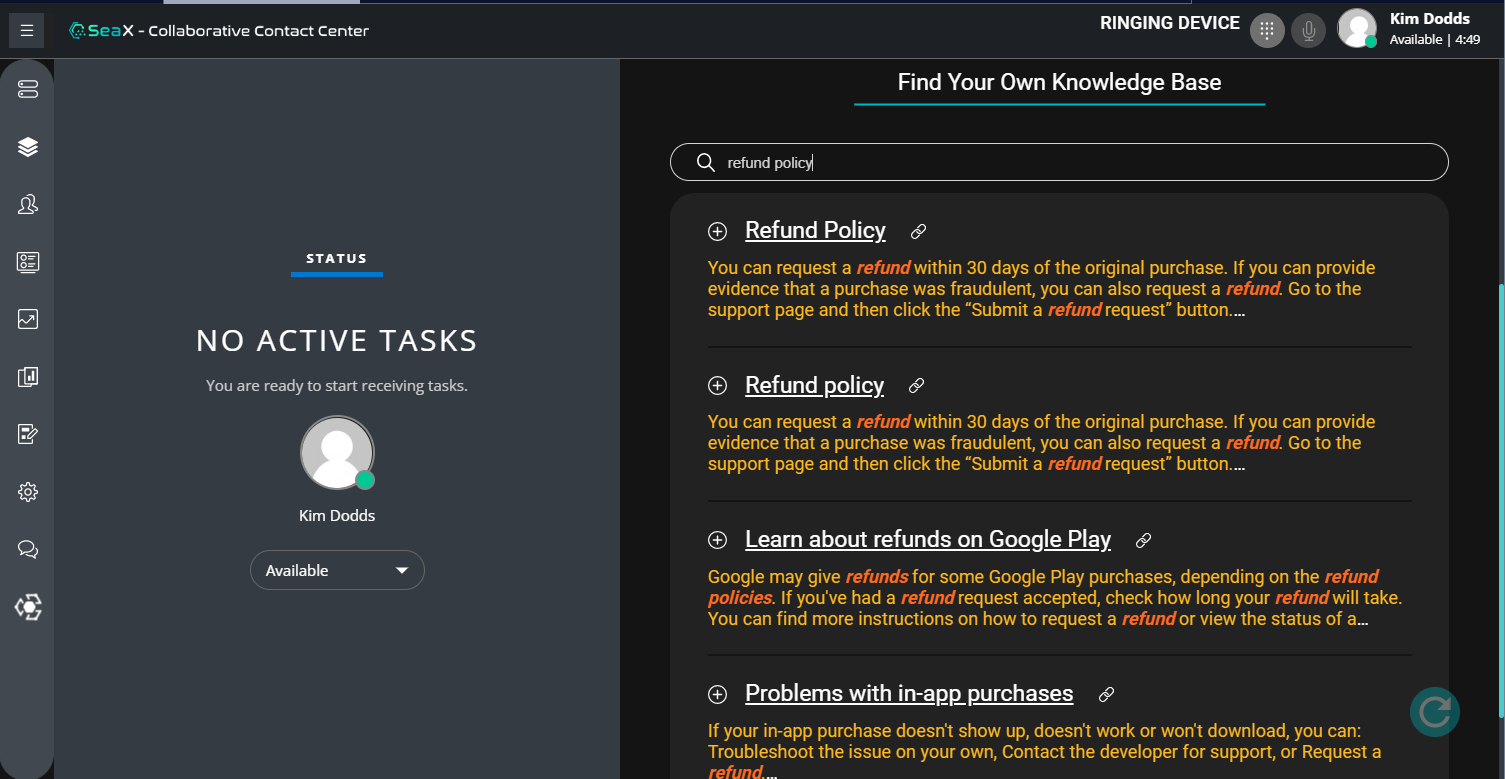 SeaX - Collaborative Contact Center
RINGING DEVICE
Kim Dodds
Available | 4:49
STATUS
NO ACTIVE TASKS
You are ready to start receiving tasks.
Kim Dodds
Available
Find Your Own Knowledge Base
refund policy
Refund Policy
You can request a refund within 30 days of the original purchase. If you can provide
evidence that a purchase was fraudulent, you can also request a refund. Go to the
support page and then click the “Submit a refund request” button....
Refund policy
You can request a refund within 30 days of the original purchase. If you can provide
evidence that a purchase was fraudulent, you can also request a refund. Go to the
support page and then click the “Submit a refund request” button....
Learn about refunds on Google Play
Google may give refunds for some Google Play purchases, depending on the refund
policies. If you've had a refund request accepted, check how long your refund will take.
You can find more instructions on how to request a refund or view the status of a...
Problems with in-app purchases
If your in-app purchase doesn't show up, doesn't work or won't download, you can:
Troubleshoot the issue on your own, Contact the developer for support, or Request a
refund....